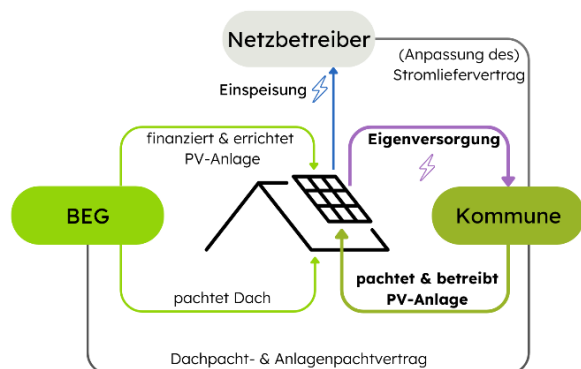 Netzbetreiber
(Anpassung des)
Stromliefervertrag
Einspeisung
finanziert & errichtet
PV-Anlage
Eigenversorgung
BEG
Kommune
pachtet Dach
pachtet & betreibt
PV-Anlage
Dachpacht- & Anlagenpachtvertrag